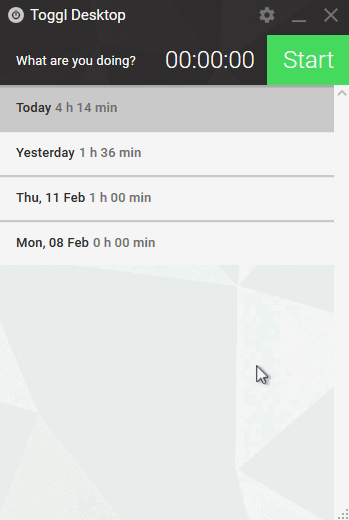 Toggl Desktop
What are you doing? 00:00:00 Start
Today 4 h 14 min
Yesterday 1 h 36 min
Thu, 11 Feb 1 h 00 min
Mon, 08 Feb 0 h 00 min